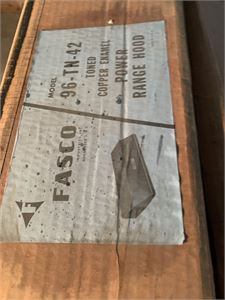 MODEL
96-TN-42
TONED
COPPER ENAMEL
POWER
RANGE HOOD
FASCO